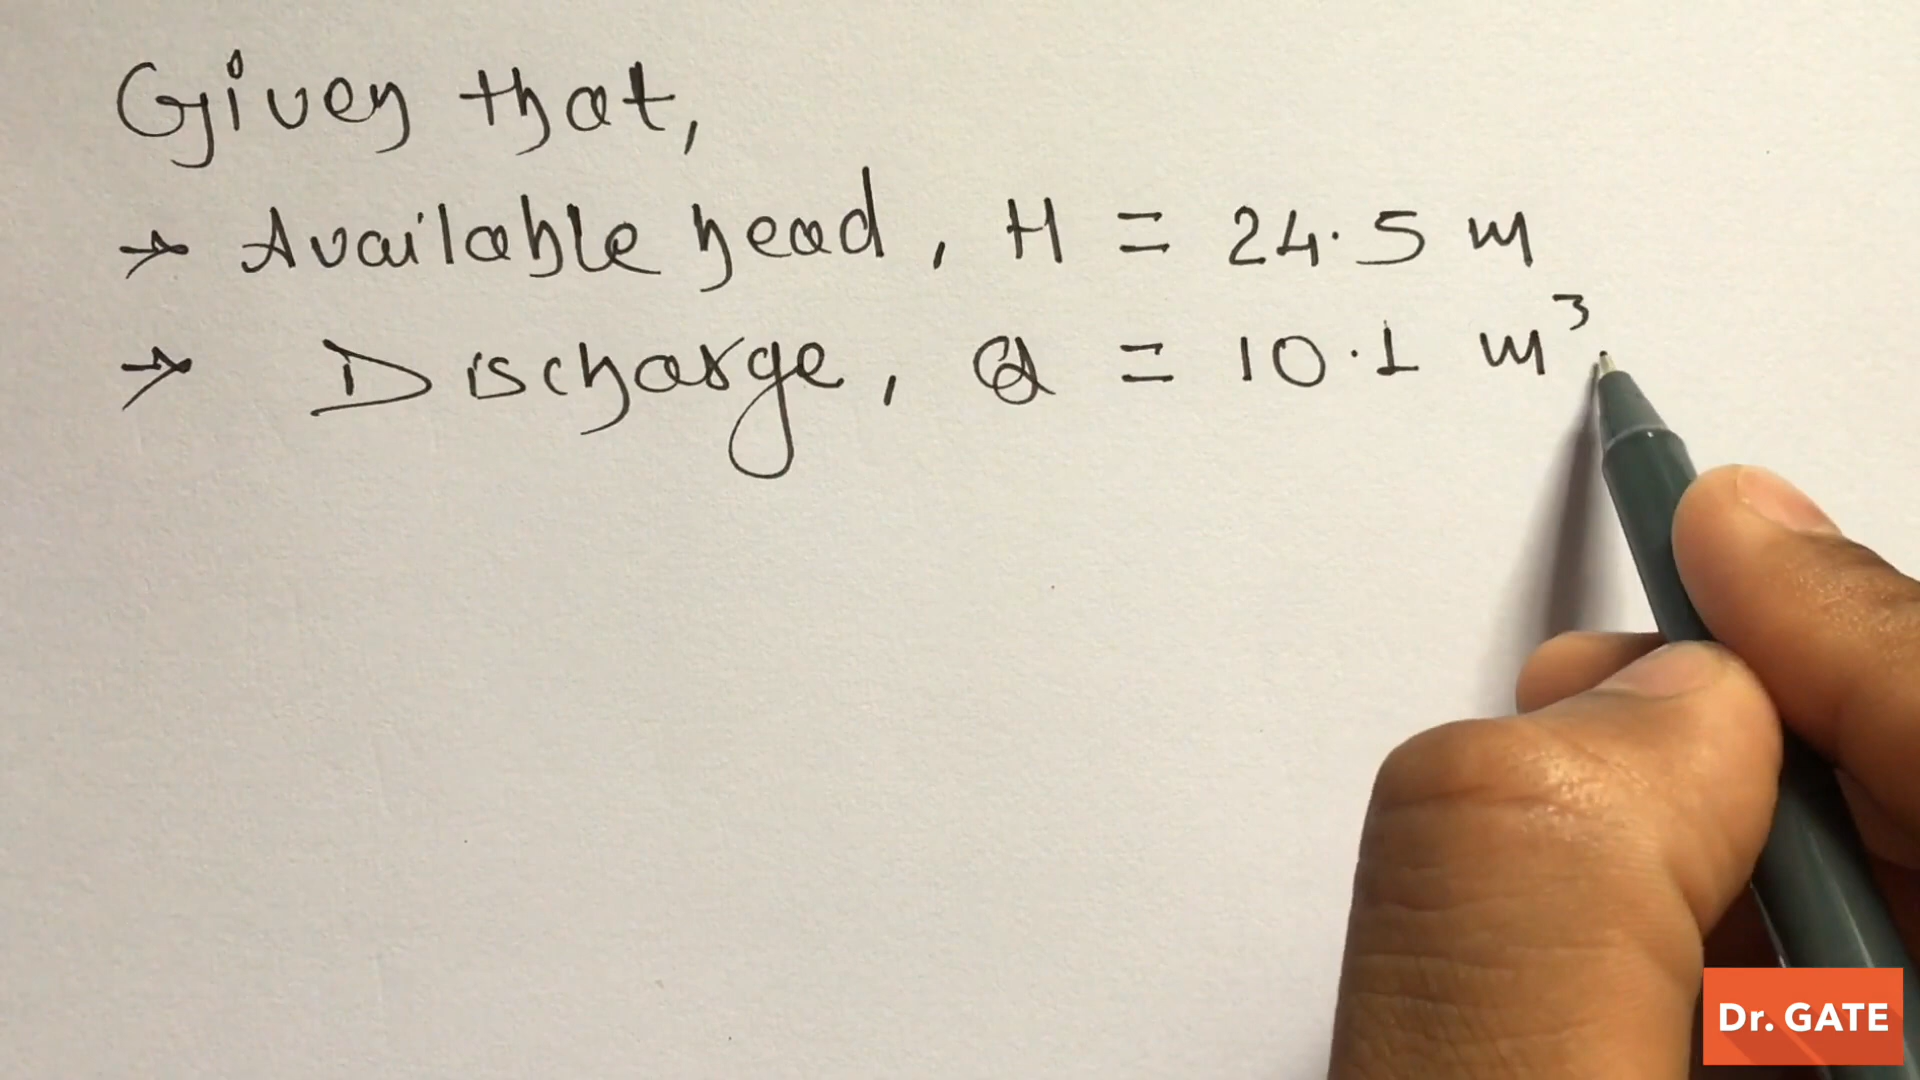 Given that,
→ Available head, H = 24.5 m
→ Discharge, Q = 10.1 m³
Dr. GATE